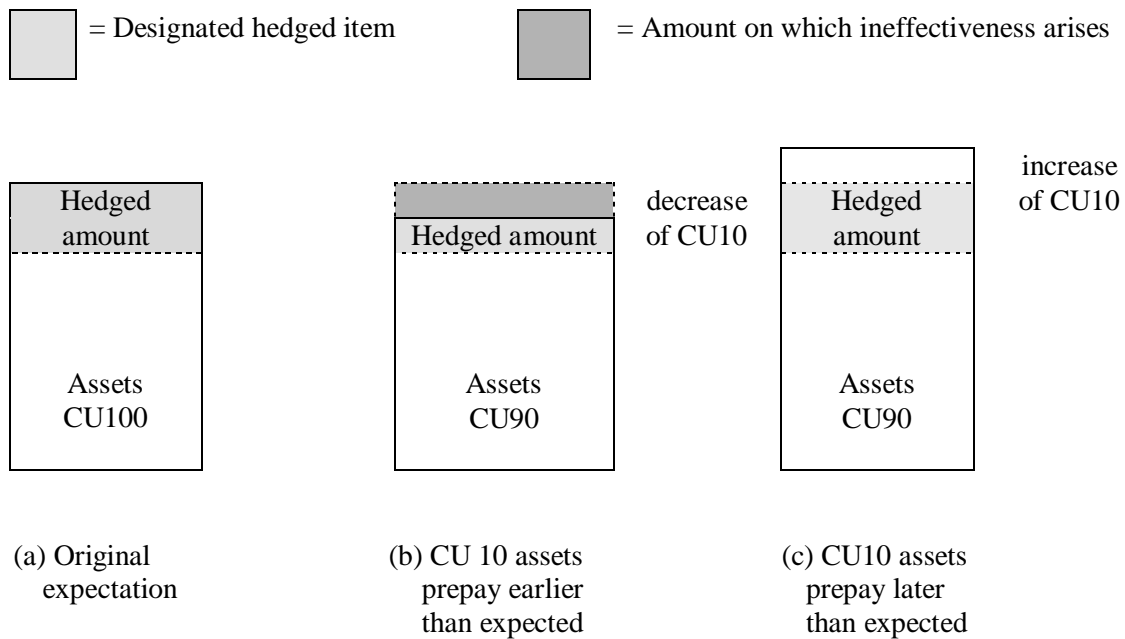 = Designated hedged item
= Amount on which ineffectiveness arises
Hedged
amount
Assets
CU100
(a) Original
expectation
Hedged amount
decrease
of CU10
Assets
CU90
(b) CU 10 assets
prepay earlier
than expected
Hedged
amount
increase
of CU10
Assets
CU90
(c) CU10 assets
prepay later
than expected